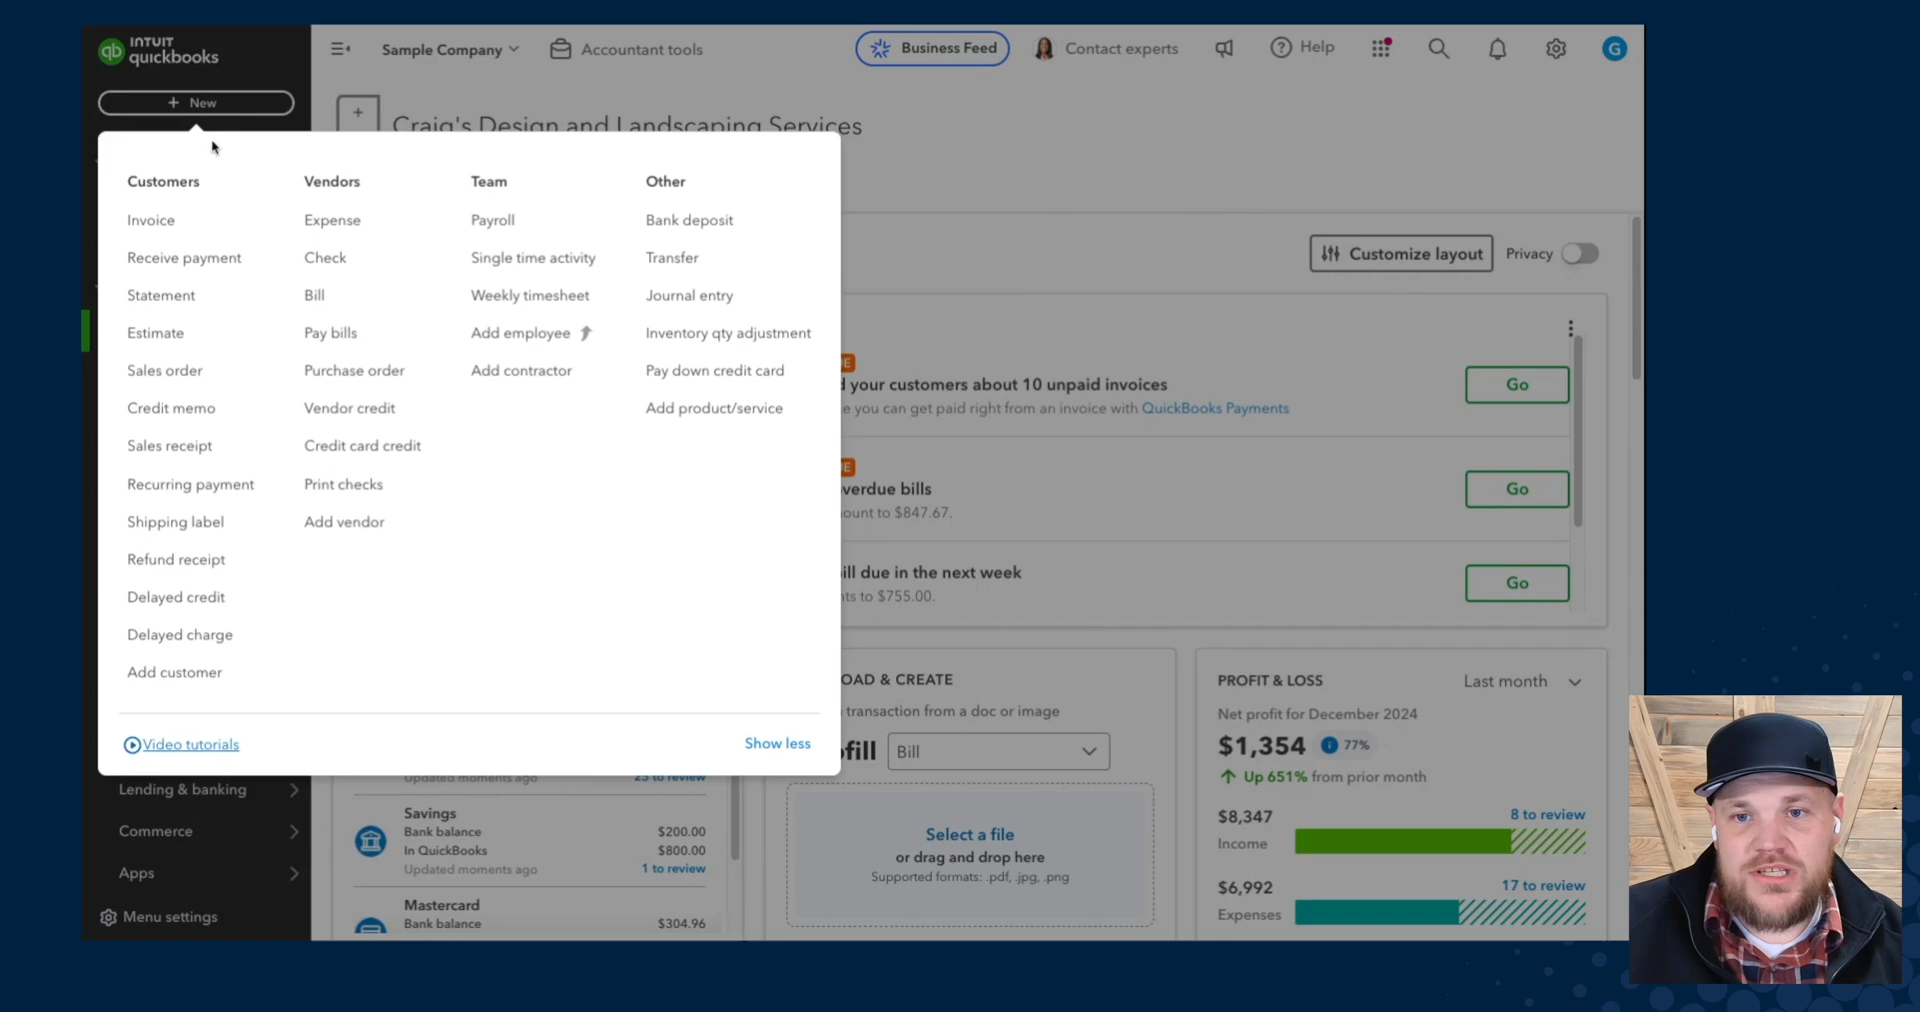 INTUIT
quickbooks
Sample Company
Accountant tools
Business Feed
Contact experts
Help
G
+ New
Craig's Design and Landscaping Services
Customers
Invoice
Receive payment
Statement
Estimate
Sales order
Credit memo
Sales receipt
Recurring payment
Shipping label
Refund receipt
Delayed credit
Delayed charge
Add customer
Vendors
Expense
Check
Bill
Pay bills
Purchase order
Vendor credit
Credit card credit
Print checks
Add vendor
Team
Payroll
Single time activity
Weekly timesheet
Add employee
Add contractor
Other
Bank deposit
Transfer
Journal entry
Inventory qty adjustment
Pay down credit card
Add product/service
Video tutorials
Show less
Customize layout
Privacy
your customers about 10 unpaid invoices
you can get paid right from an invoice with QuickBooks Payments
Go
verdue bills
ount to $847.67.
Go
ill due in the next week
ts to $755.00.
Go
Lending & banking
Commerce
Apps
Menu settings
Updated moments ago
25 to review
Savings
Bank balance $200.00
In QuickBooks $800.00
Updated moments ago 1 to review
Mastercard
Bank balance $304.96
OAD & CREATE
transaction from a doc or image
fill
Bill
Select a file
or drag and drop here
Supported formats: .pdf, .jpg, .png
PROFIT & LOSS
Last month
Net profit for December 2024
$1,354
77%
Up 651% from prior month
$8,347
8 to review
Income
$6,992
17 to review
Expenses